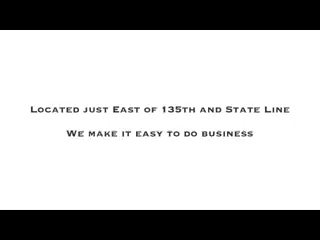 Located just East of 135th and State Line
We make it easy to do business